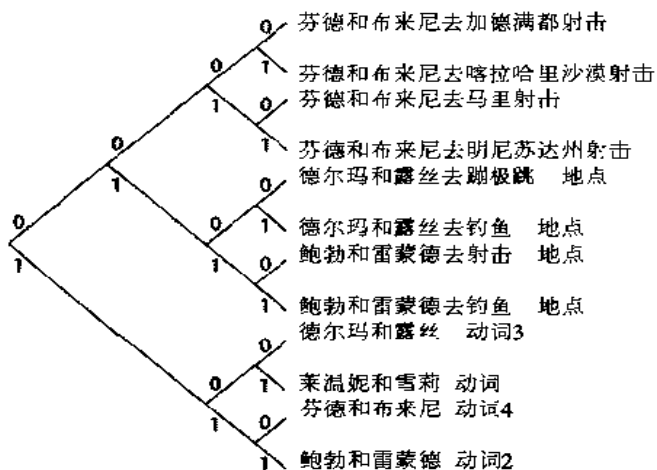 芬德和布来尼去加德满都射击
芬德和布来尼去喀拉哈里沙漠射击
芬德和布来尼去马里射击
芬德和布来尼去明尼苏达州射击
德尔玛和露丝去蹦极跳 地点
德尔玛和露丝去钓鱼 地点
鲍勃和雷蒙德去射击 地点
鲍勃和雷蒙德去钓鱼 地点
德尔玛和露丝 动词3
莱温妮和雪莉 动词
芬德和布来尼 动词4
鲍勃和雷蒙德 动词2
0
1
0
1
0
1
0
1
0
1
0
1
0
1
0
1
0
1
0
1
0
1